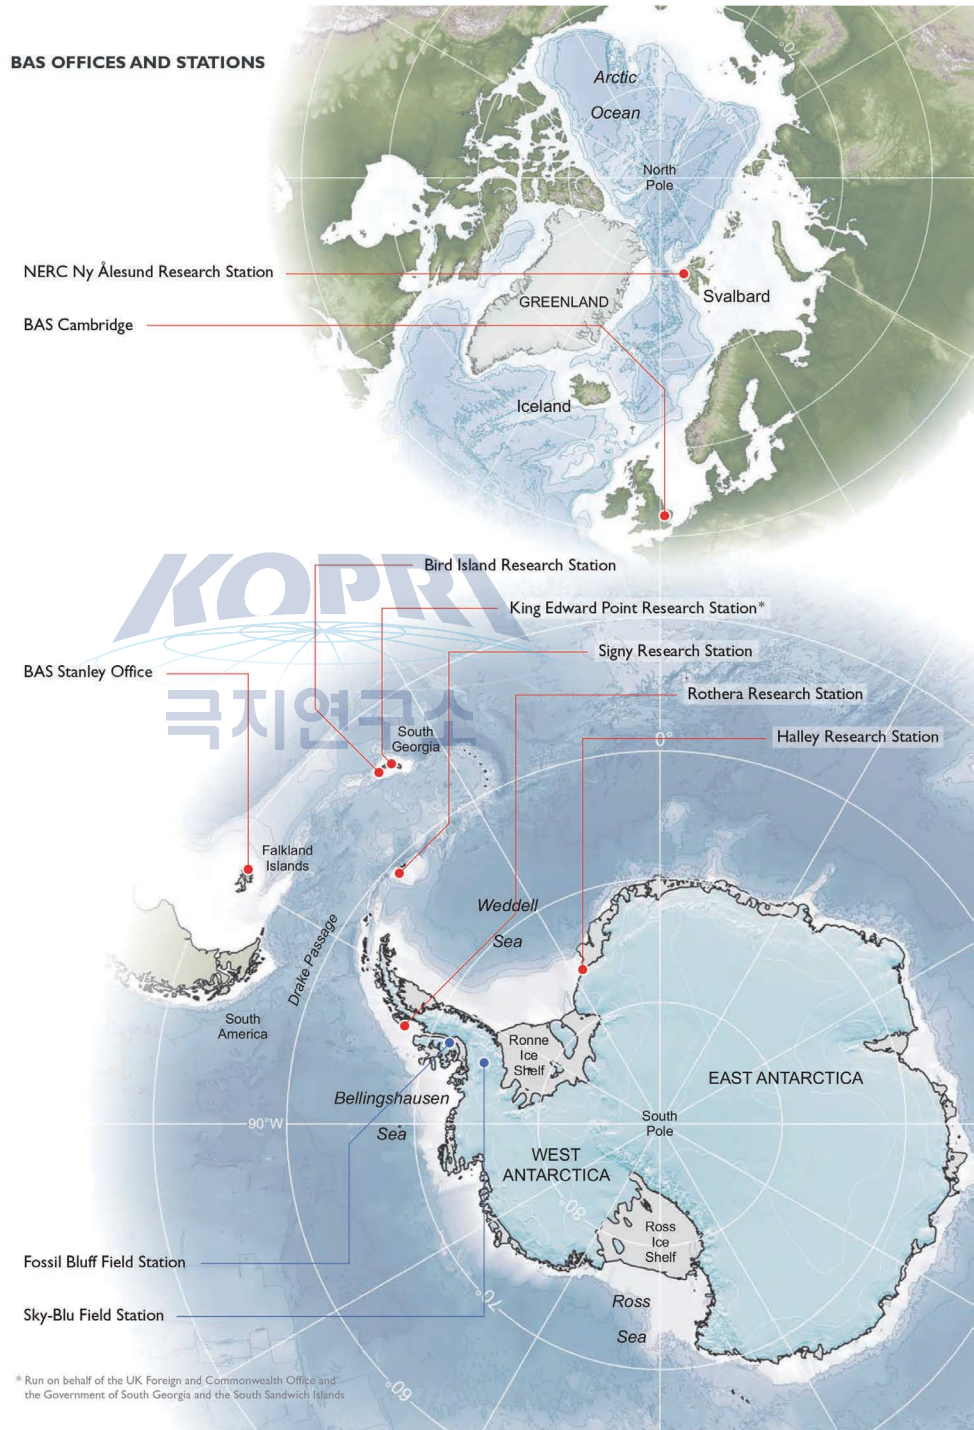 BAS OFFICES AND STATIONS
Arctic
Ocean
70°
80°
North
Pole
NERC Ny Ålesund Research Station
Svalbard
GREENLAND
BAS Cambridge
Iceland
KOPRI
극지연구소
Bird Island Research Station
King Edward Point Research Station*
Signy Research Station
BAS Stanley Office
Rothera Research Station
Halley Research Station
South
Georgia
0°
Falkland
Islands
Weddell
Sea
Drake Passage
South
America
Ronne
Ice
Shelf
EAST ANTARCTICA
Bellingshausen
Sea
90°W
South
Pole
WEST
ANTARCTICA
80°
Ross
Ice
Shelf
Fossil Bluff Field Station
Sky-Blu Field Station
70°
Ross
Sea
60°
* Run on behalf of the UK Foreign and Commonwealth Office and
the Government of South Georgia and the South Sandwich Islands